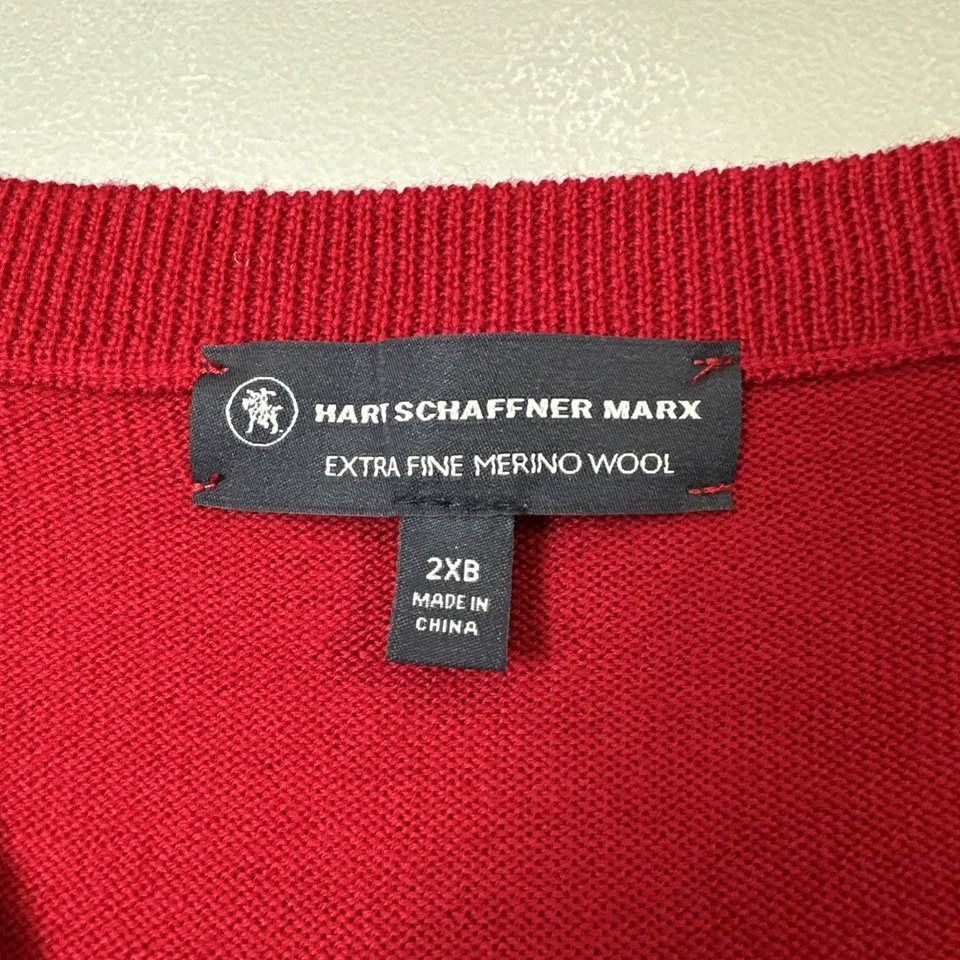 HART SCHAFFNER MARX
EXTRA FINE MERINO WOOL
2XB
MADE IN
CHINA